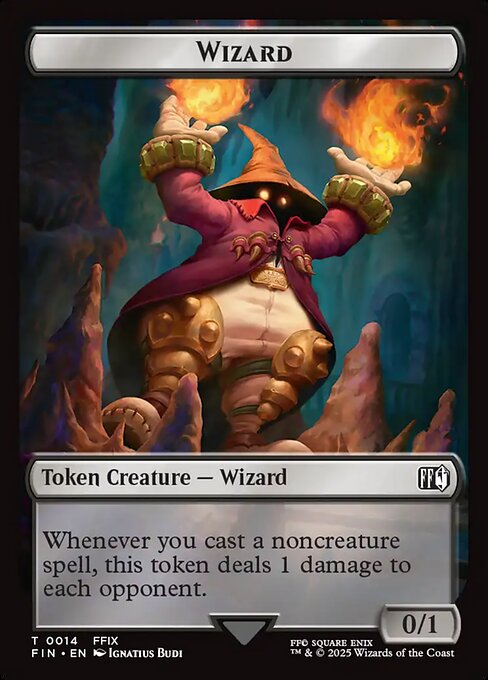 Wizard
Token Creature — Wizard
FF
Whenever you cast a noncreature
spell, this token deals 1 damage to
each opponent.
0/1
T 0014 FFIX
FIN • EN Ignatius Budi
FF© SQUARE ENIX
™ & © 2025 Wizards of the Coast